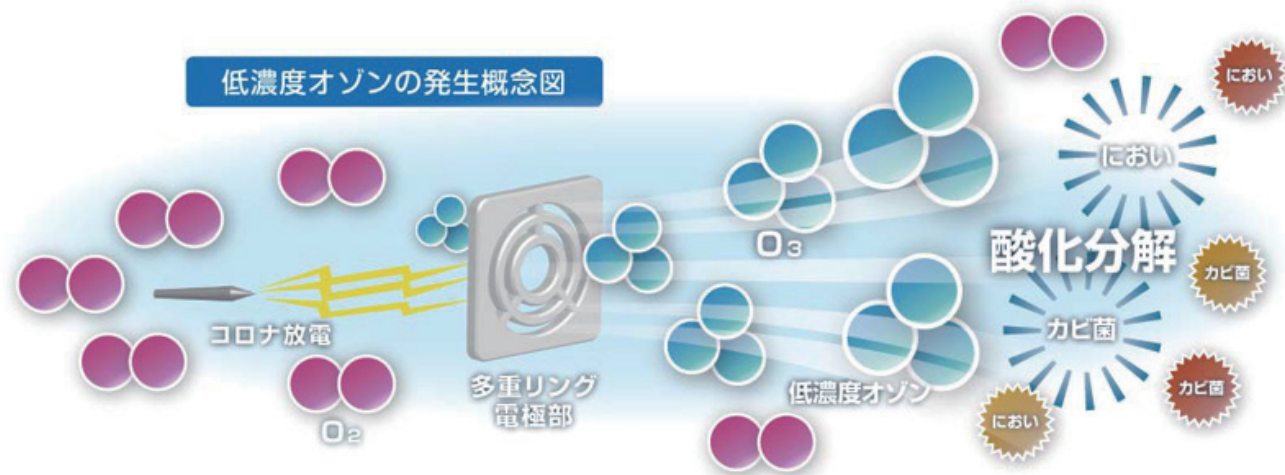 低濃度オゾンの発生概念図
コロナ放電
O₂
多重リング
電極部
O₃
低濃度オゾン
酸化分解
におい
におい
カビ菌
カビ菌
カビ菌
におい